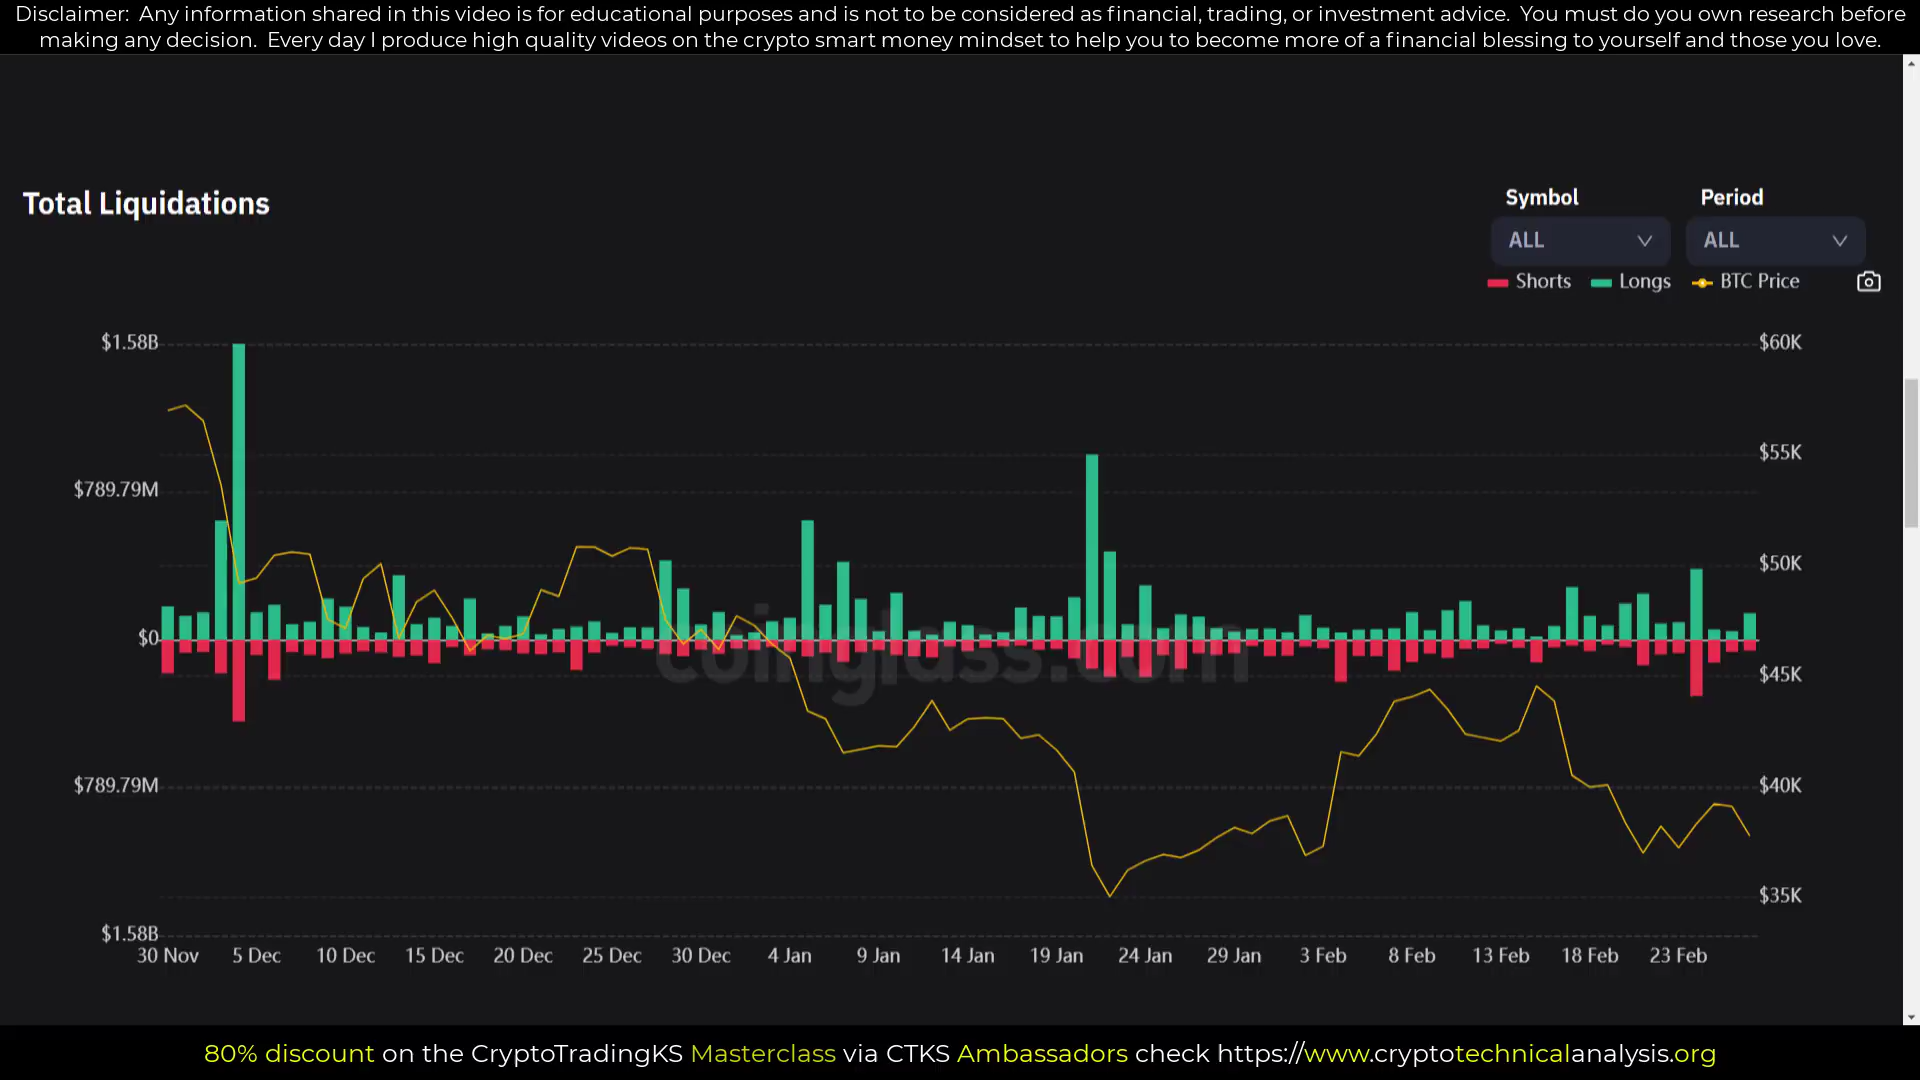 Disclaimer:  Any information shared in this video is for educational purposes and is not to be considered as financial, trading, or investment advice.  You must do you own research before
making any decision.  Every day I produce high quality videos on the crypto smart money mindset to help you to become more of a financial blessing to yourself and those you love.
Total Liquidations
Symbol
Period
ALL
ALL
Shorts
Longs
BTC Price
$1.58B
$789.79M
$0
$789.79M
$1.58B
$60K
$55K
$50K
$45K
$40K
$35K
coinglass.com
30 Nov
5 Dec
10 Dec
15 Dec
20 Dec
25 Dec
30 Dec
4 Jan
9 Jan
14 Jan
19 Jan
24 Jan
29 Jan
3 Feb
8 Feb
13 Feb
18 Feb
23 Feb
80% discount on the CryptoTradingKS Masterclass via CTKS Ambassadors check https://www.cryptotechnicalanalysis.org